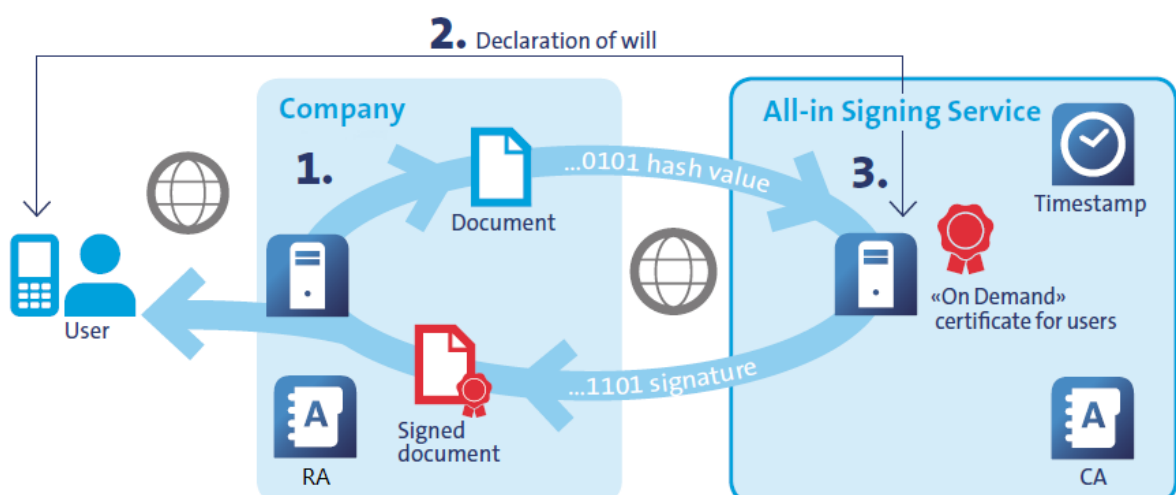 2. Declaration of will
Company
All-in Signing Service
1.
...0101 hash value
3.
Document
Timestamp
User
«On Demand»
certificate for users
...1101 signature
Signed
document
A
A
RA
CA